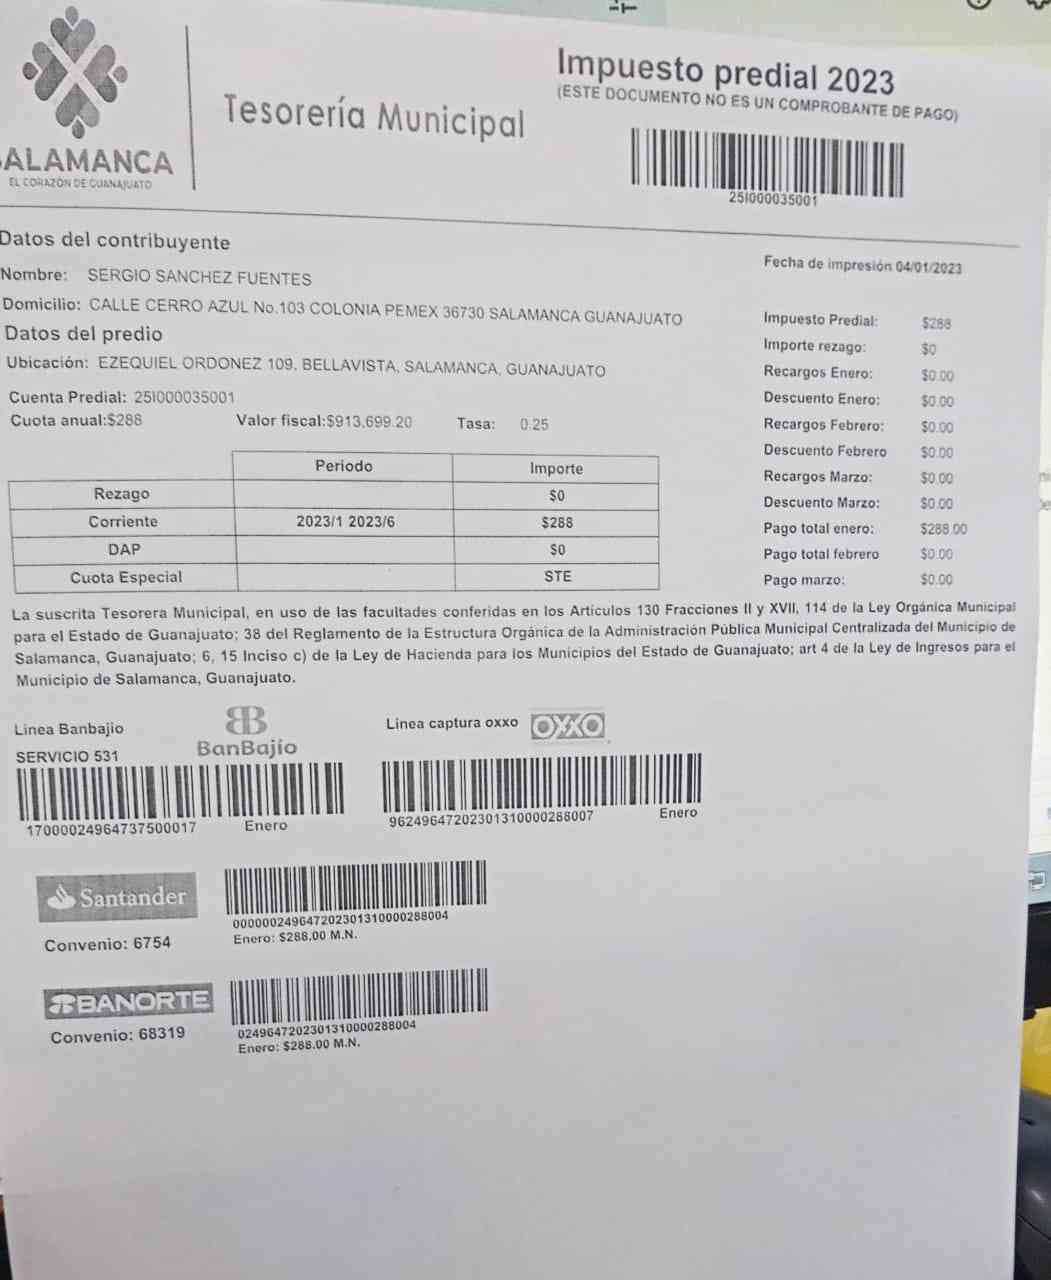 Impuesto predial 2023
(ESTE DOCUMENTO NO ES UN COMPROBANTE DE PAGO)
Tesorería Municipal
SALAMANCA
EL CORAZÓN DE GUANAJUATO
25I000035001
Datos del contribuyente
Nombre: SERGIO SANCHEZ FUENTES
Domicilio: CALLE CERRO AZUL No.103 COLONIA PEMEX 36730 SALAMANCA GUANAJUATO
Datos del predio
Ubicación: EZEQUIEL ORDONEZ 109, BELLAVISTA, SALAMANCA, GUANAJUATO
Cuenta Predial: 25I000035001
Cuota anual:$288 Valor fiscal:$913,699.20 Tasa: 0.25
Fecha de impresión 04/01/2023
Impuesto Predial: $288
Importe rezago: $0
Recargos Enero: $0.00
Descuento Enero: $0.00
Recargos Febrero: $0.00
Descuento Febrero $0.00
Recargos Marzo: $0.00
Descuento Marzo: $0.00
Pago total enero: $288.00
Pago total febrero $0.00
Pago marzo: $0.00
Periodo Importe
Rezago $0
Corriente 2023/1 2023/6 $288
DAP $0
Cuota Especial STE
La suscrita Tesorera Municipal, en uso de las facultades conferidas en los Artículos 130 Fracciones II y XVII, 114 de la Ley Orgánica Municipal
para el Estado de Guanajuato; 38 del Reglamento de la Estructura Orgánica de la Administración Pública Municipal Centralizada del Municipio de
Salamanca, Guanajuato; 6, 15 Inciso c) de la Ley de Hacienda para los Municipios del Estado de Guanajuato; art 4 de la Ley de Ingresos para el
Municipio de Salamanca, Guanajuato.
Linea Banbajio
BanBajío
SERVICIO 531
17000024964737500017 Enero
Linea captura oxxo OXXO
96249647202301310000288007 Enero
Santander
Convenio: 6754
000000249647202301310000288004
Enero: $288.00 M.N.
BANORTE
Convenio: 68319
0249647202301310000288004
Enero: $288.00 M.N.